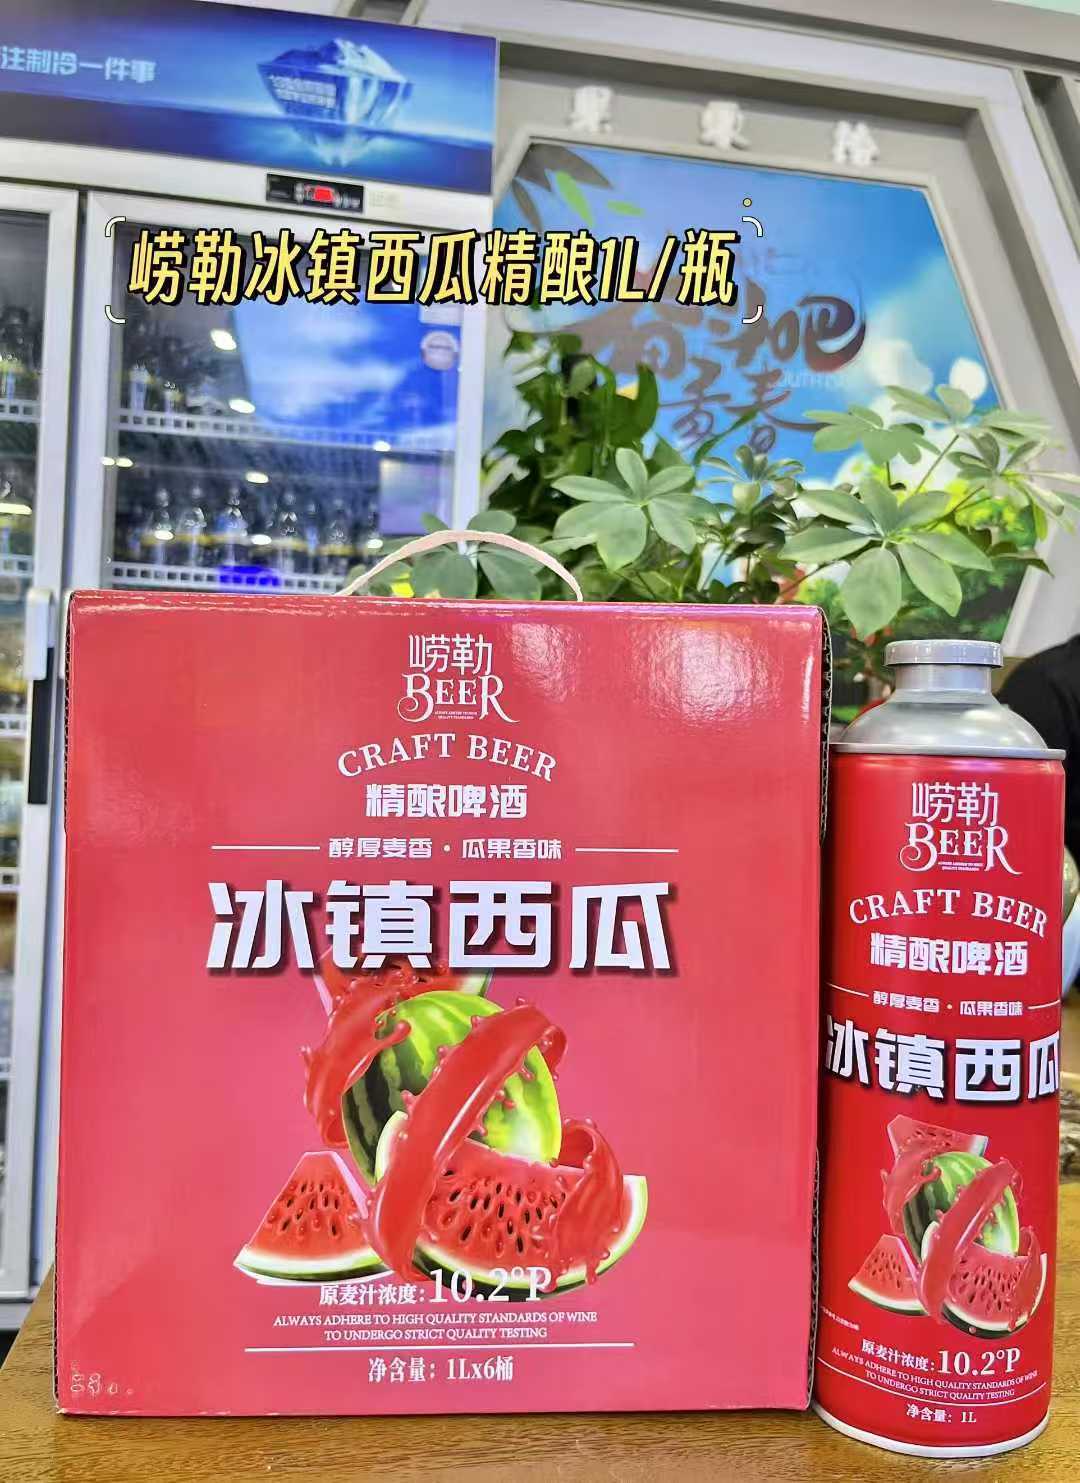 注制冷一件事
崂勒冰镇西瓜精酿1L/瓶
吧
青春
崂勒
BEER
CRAFT BEER
精酿啤酒
醇厚麦香·瓜果香味
冰镇西瓜
原麦汁浓度:10.2°P
ALWAYS ADHERE TO HIGH QUALITY STANDARDS OF WINE
TO UNDERGO STRICT QUALITY TESTING
净含量: 1Lx6桶
崂勒
BEER
CRAFT BEER
精酿啤酒
醇厚麦香·瓜果香味
冰镇西瓜
原麦汁浓度:10.2°P
ALWAYS ADHERE TO HIGH QUALITY STANDARDS OF WINE
TO UNDERGO STRICT QUALITY TESTING
净含量: 1L